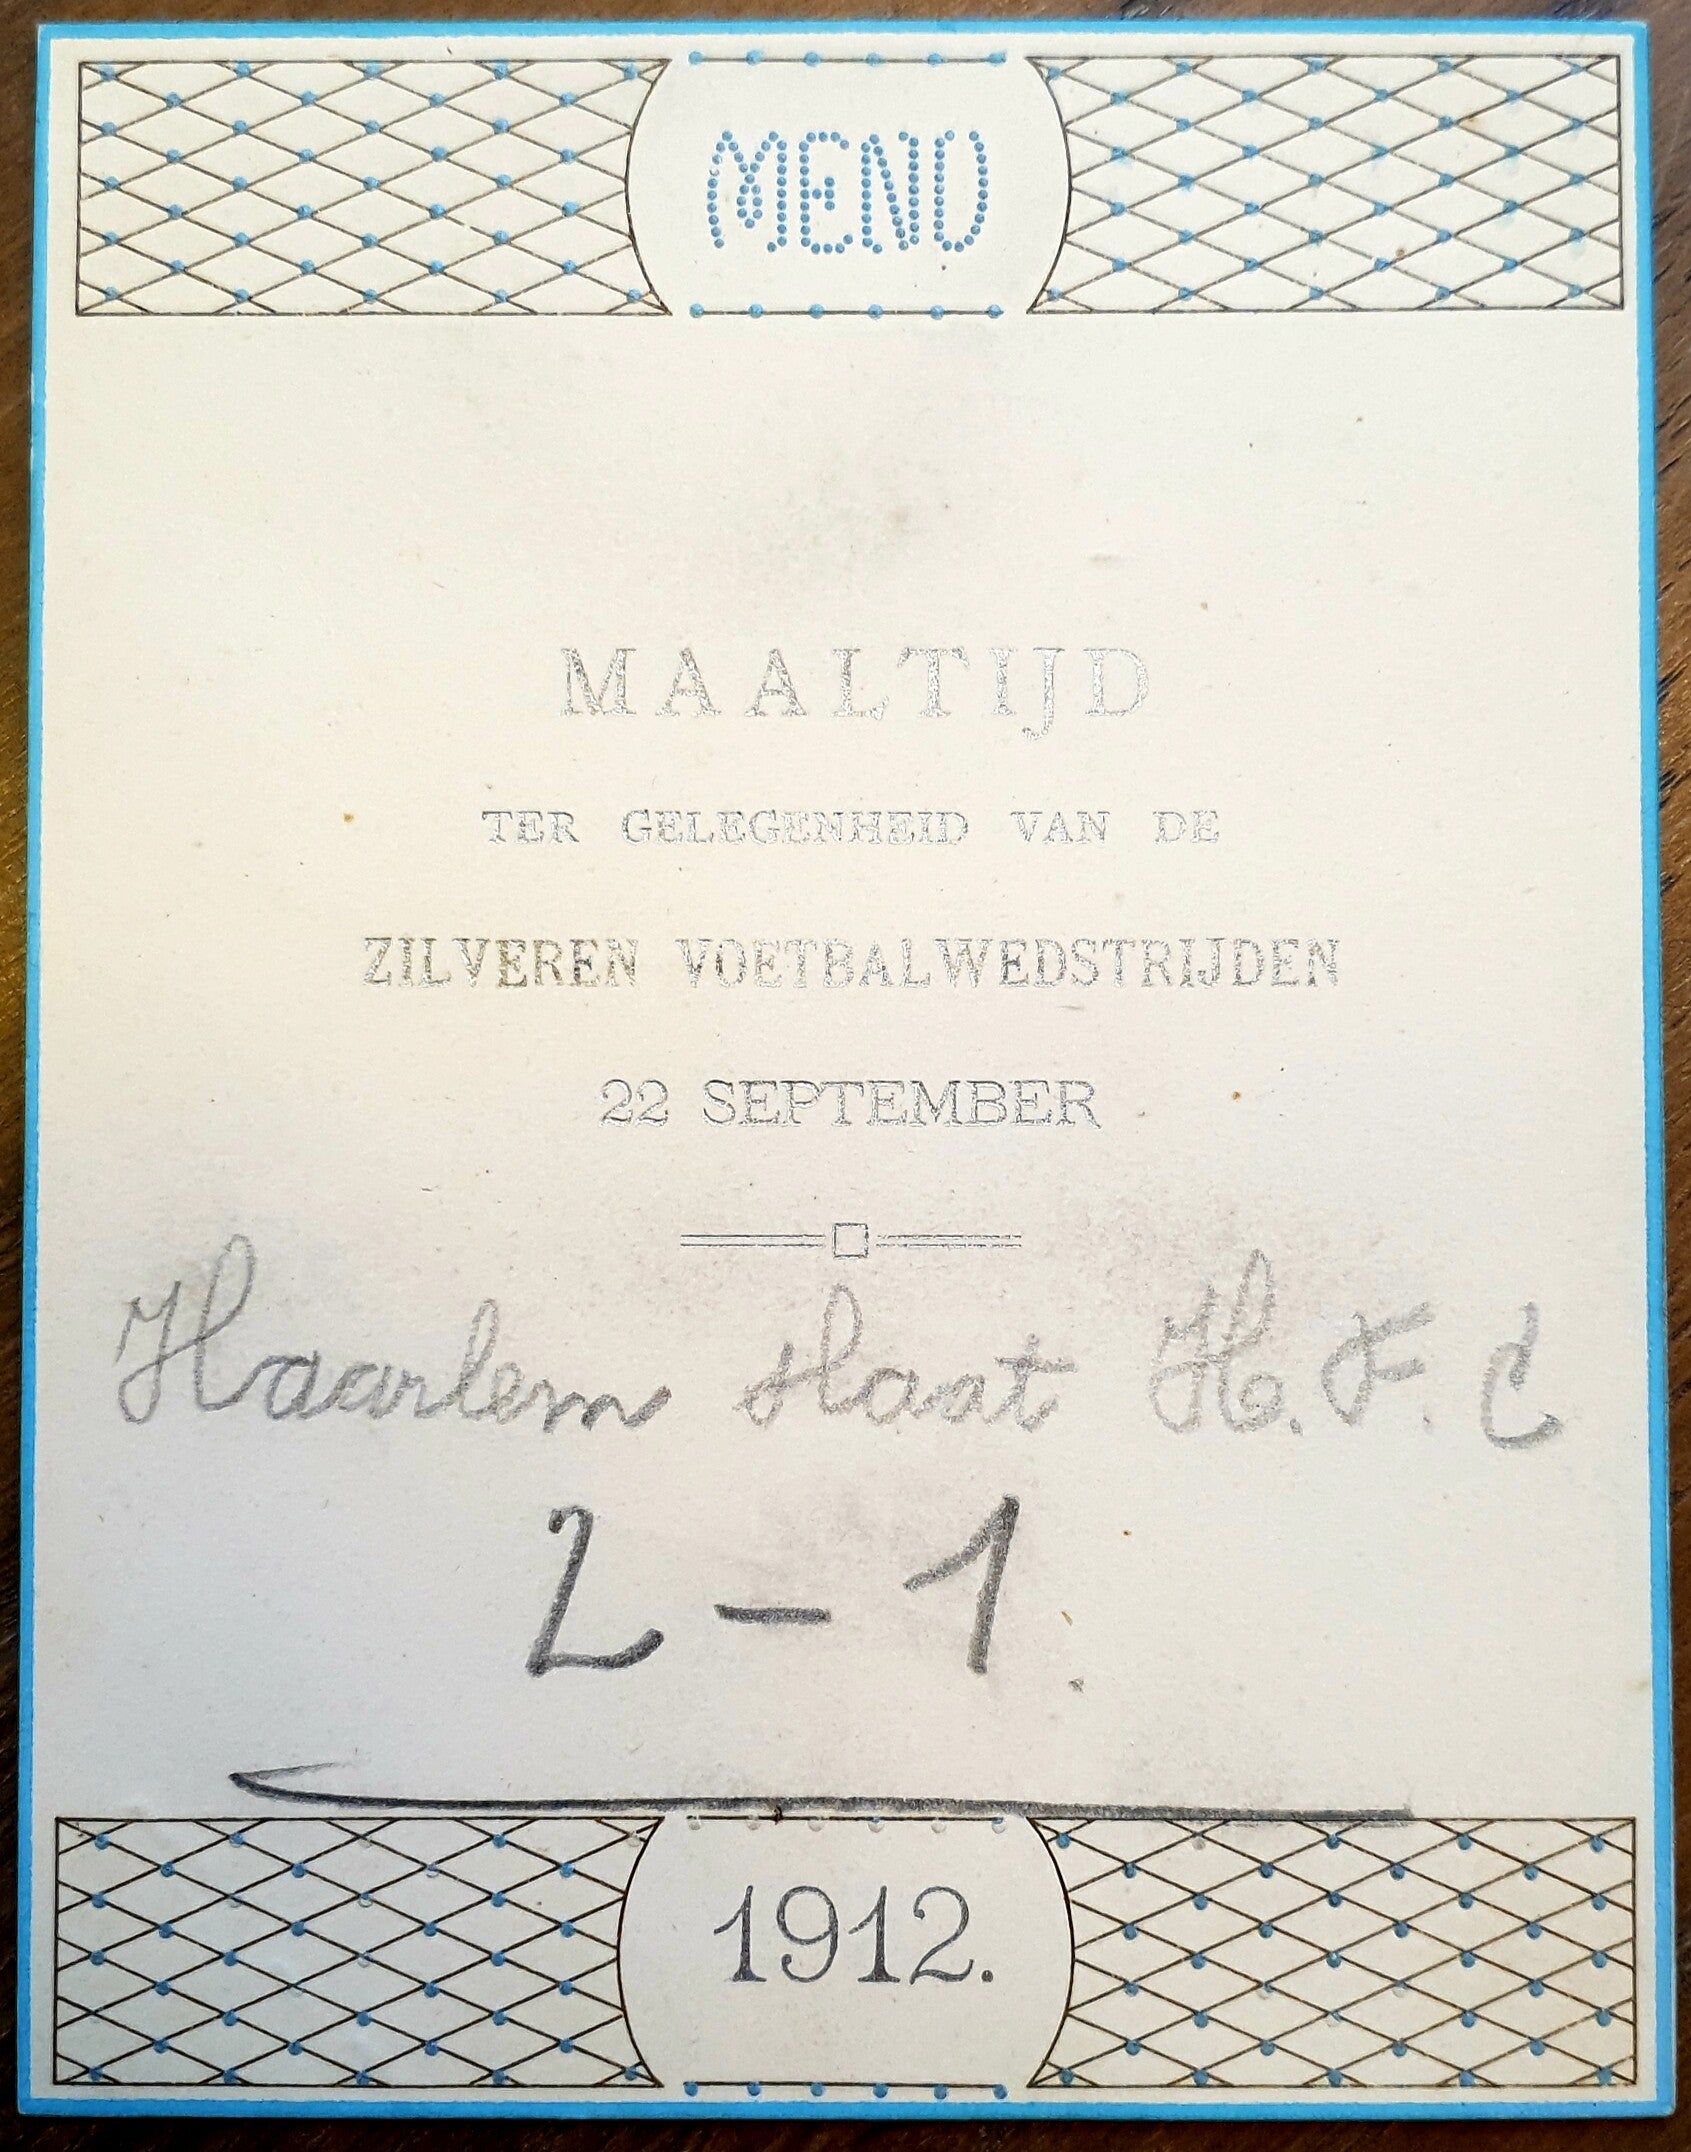 MENU
MAALTIJD
TER GELEGENHEID VAN DE
ZILVEREN VOETBALWEDSTRIJDEN
22 SEPTEMBER
Haarlem slaat H.F.C
2 – 1.
1912.